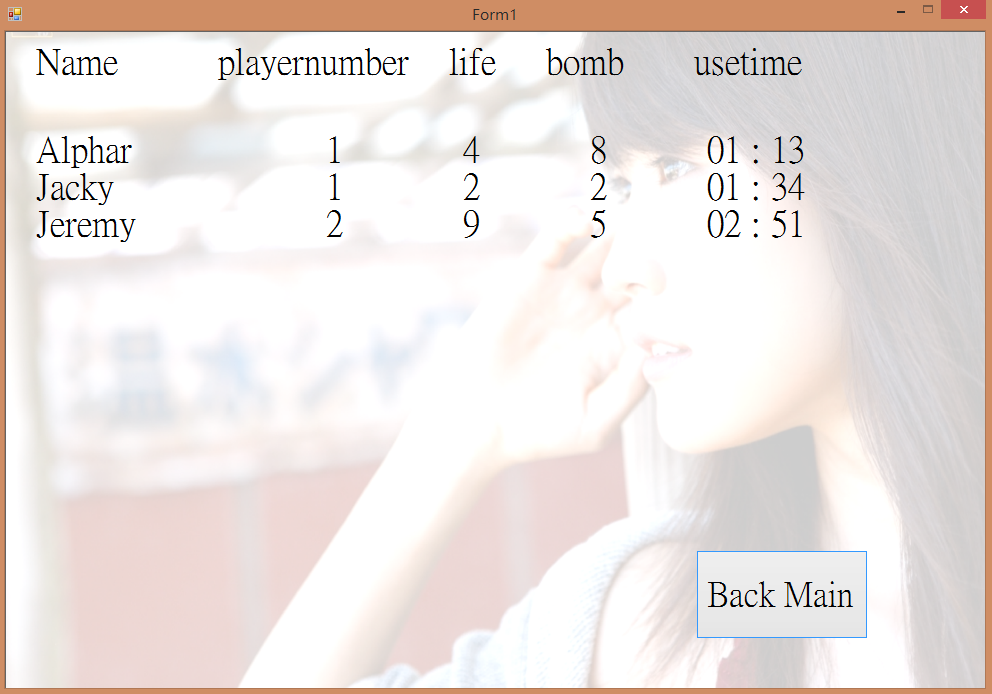 Form1
Name playernumber life bomb usetime
Alphar 1 4 8 01 : 13
Jacky 1 2 2 01 : 34
Jeremy 2 9 5 02 : 51
Back Main